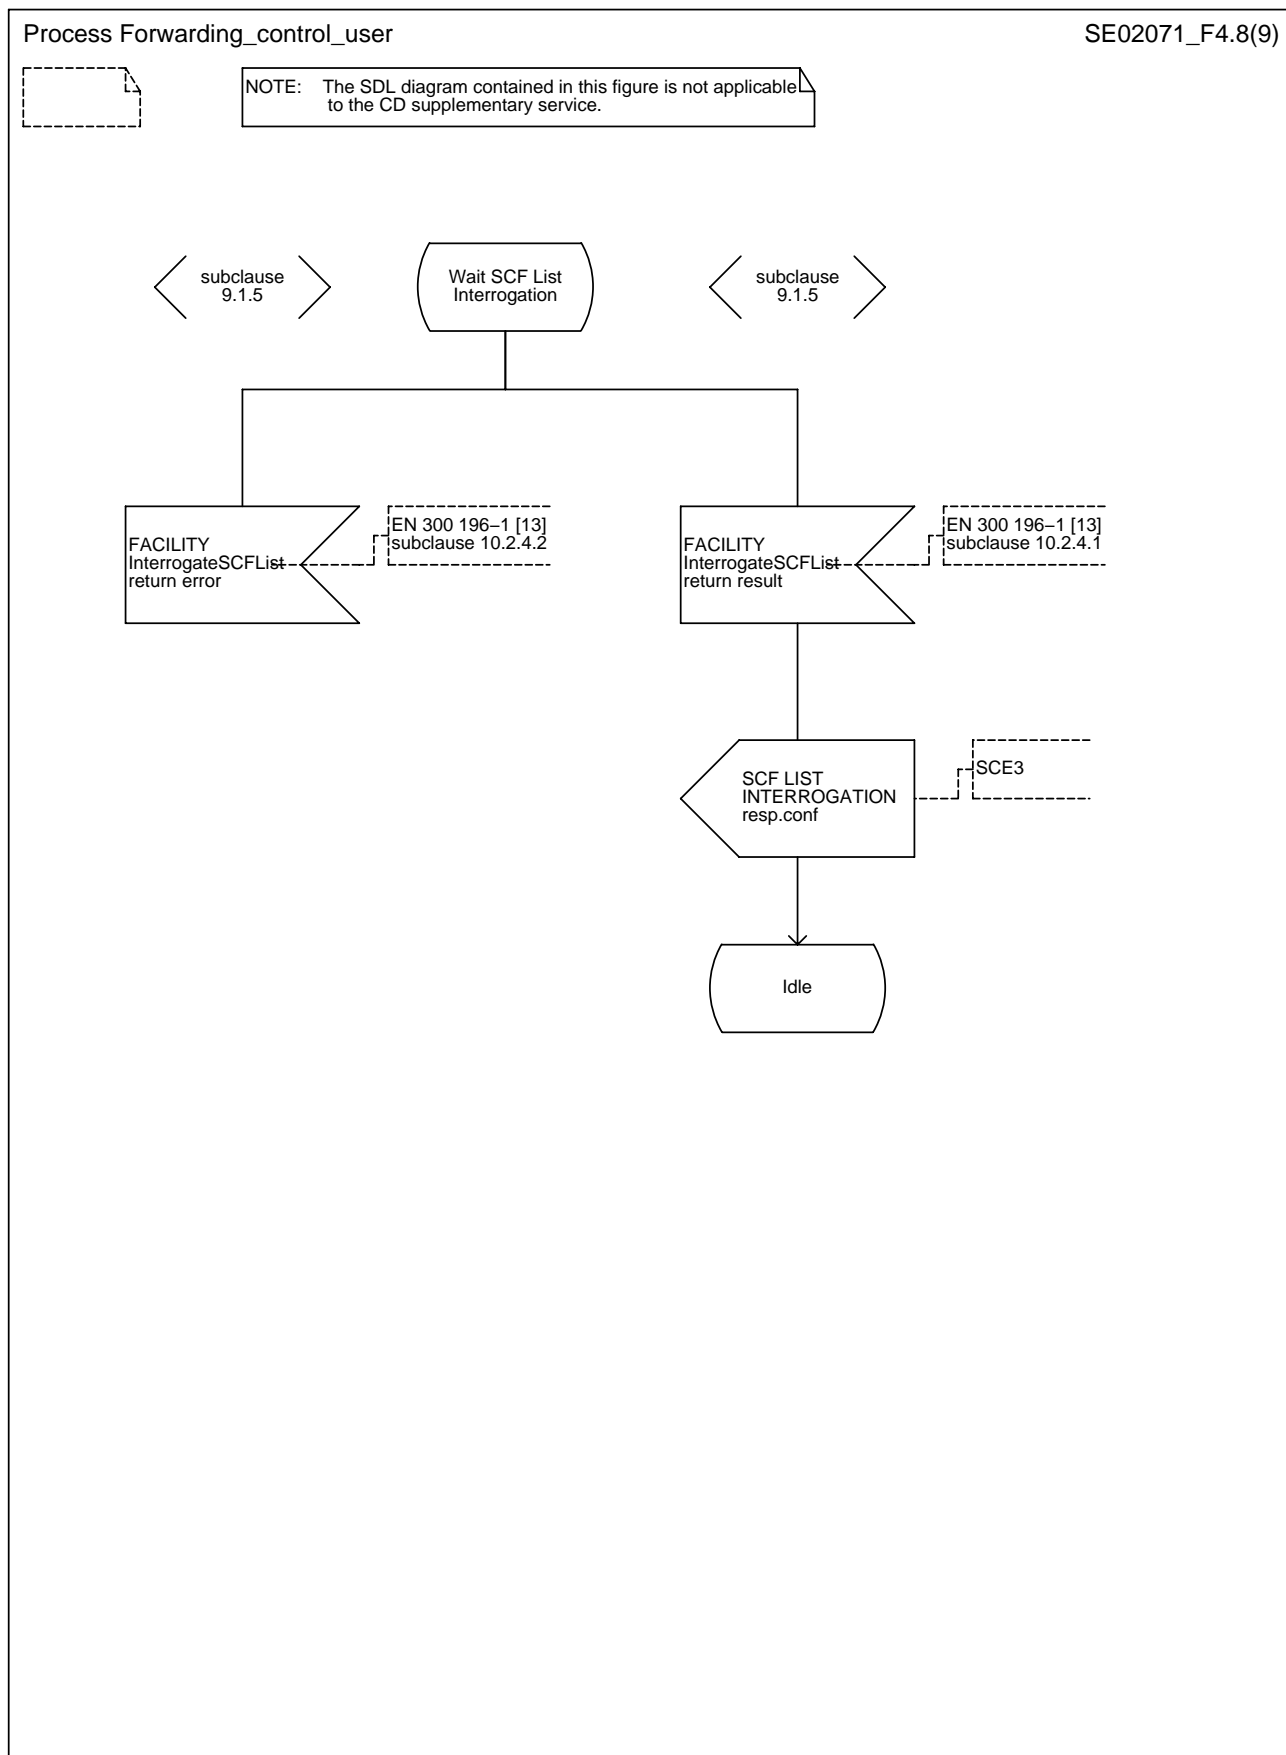 Process Forwarding_control_user
SE02071_F4.8(9)
NOTE: The SDL diagram contained in this figure is not applicable
to the CD supplementary service.
subclause
9.1.5
Wait SCF List
Interrogation
subclause
9.1.5
FACILITY
InterrogateSCFList
return error
EN 300 196–1 [13]
subclause 10.2.4.2
FACILITY
InterrogateSCFList
return result
EN 300 196–1 [13]
subclause 10.2.4.1
SCF LIST
INTERROGATION
resp.conf
SCE3
Idle